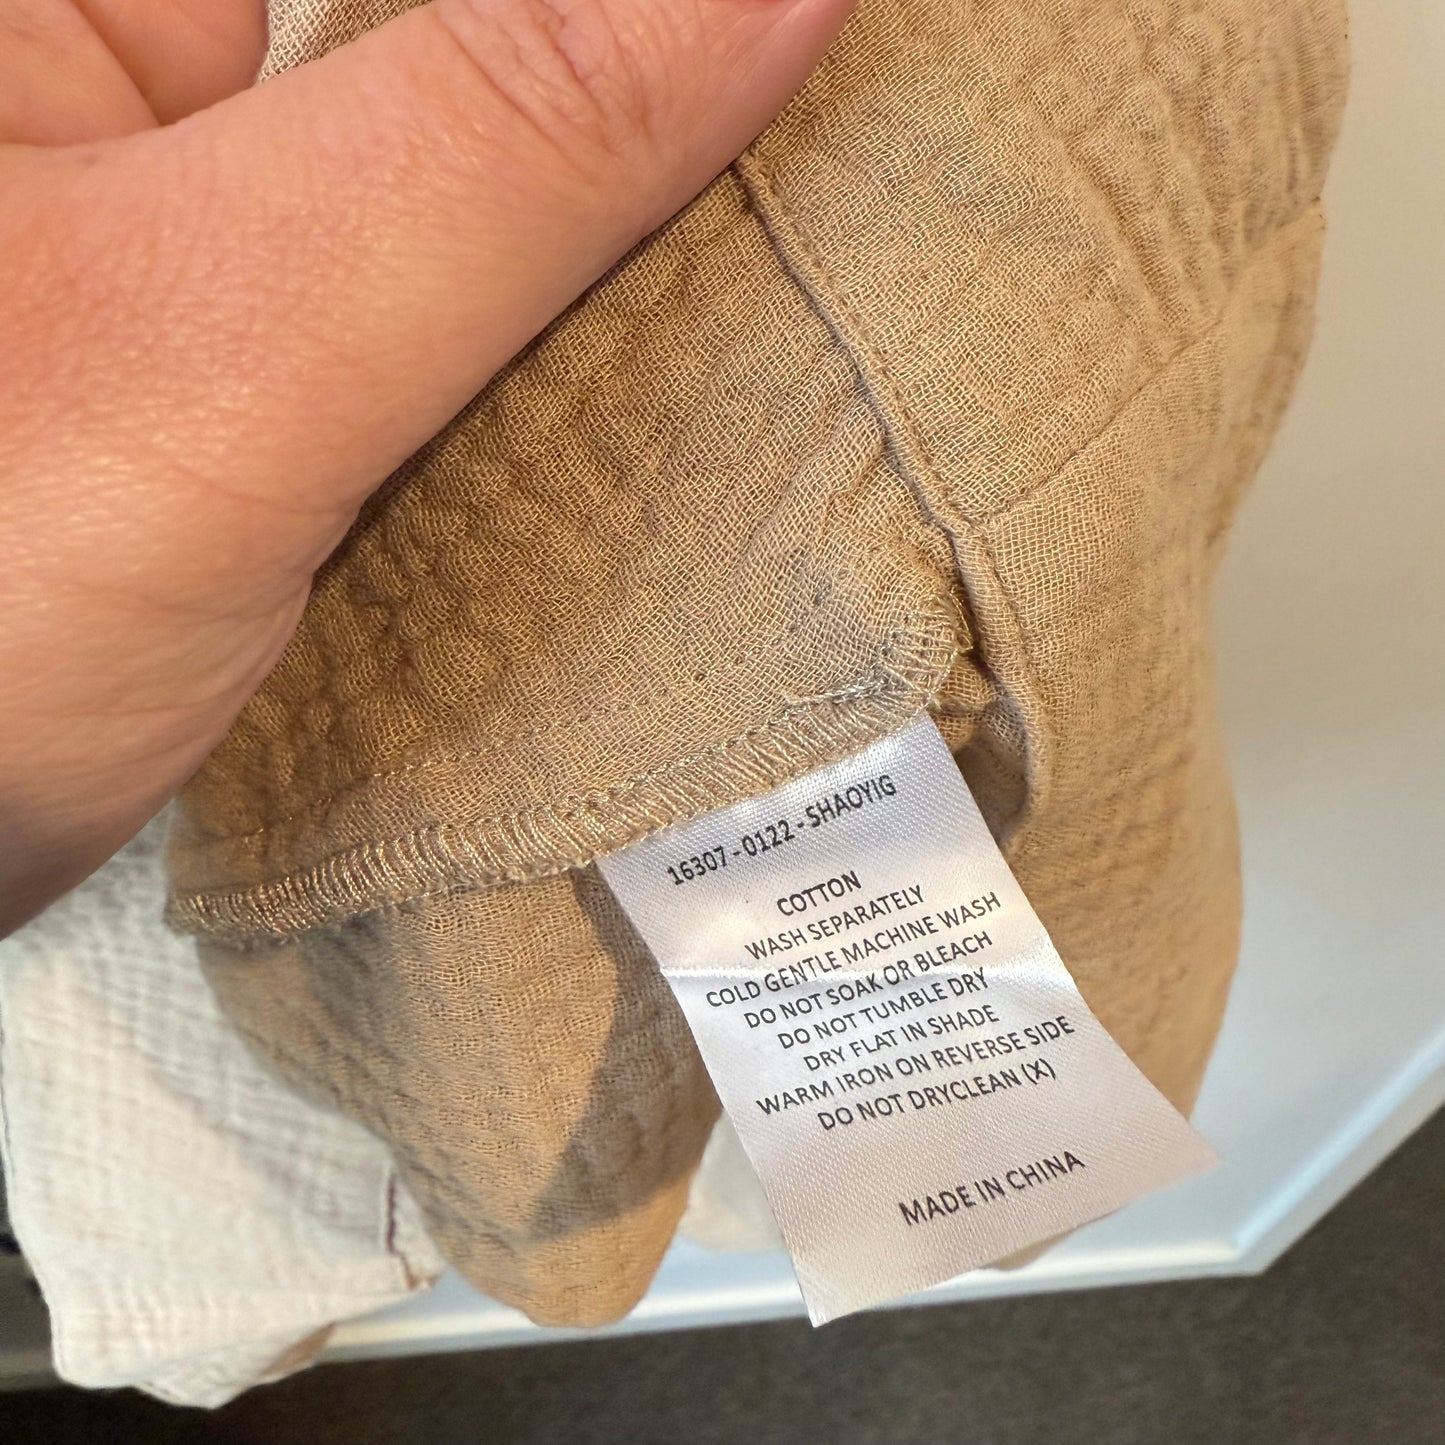 16307 - 0122 - SHAOYIG
COTTON
WASH SEPARATELY
COLD GENTLE MACHINE WASH
DO NOT SOAK OR BLEACH
DO NOT TUMBLE DRY
DRY FLAT IN SHADE
WARM IRON ON REVERSE SIDE
DO NOT DRYCLEAN (X)
MADE IN CHINA